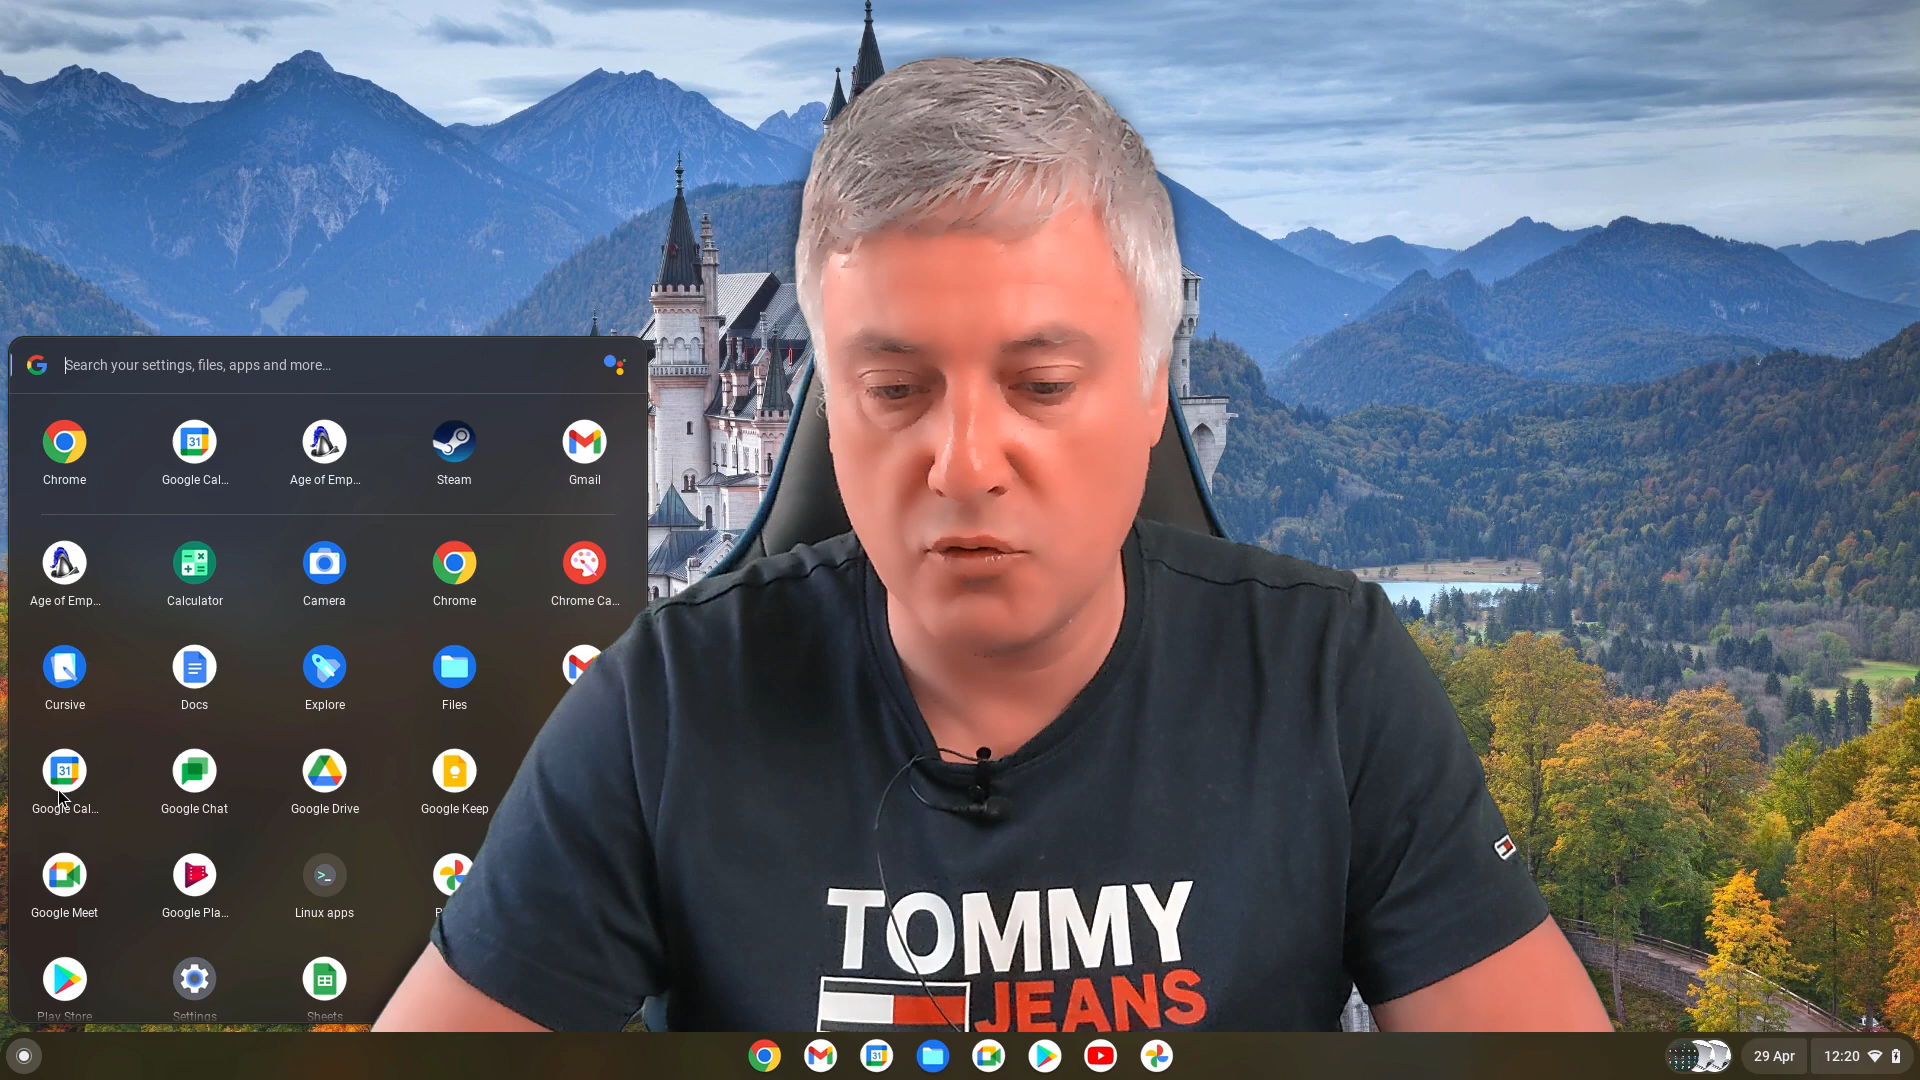 Search your settings, files, apps and more...
Chrome
Google Cal...
Age of Emp...
Steam
Gmail
Age of Emp...
Calculator
Camera
Chrome
Chrome Ca...
Cursive
Docs
Explore
Files
Google Cal...
Google Chat
Google Drive
Google Keep
Google Meet
Google Pla...
Linux apps
Play Store
Settings
Sheets
TOMMY
JEANS
29 Apr
12:20